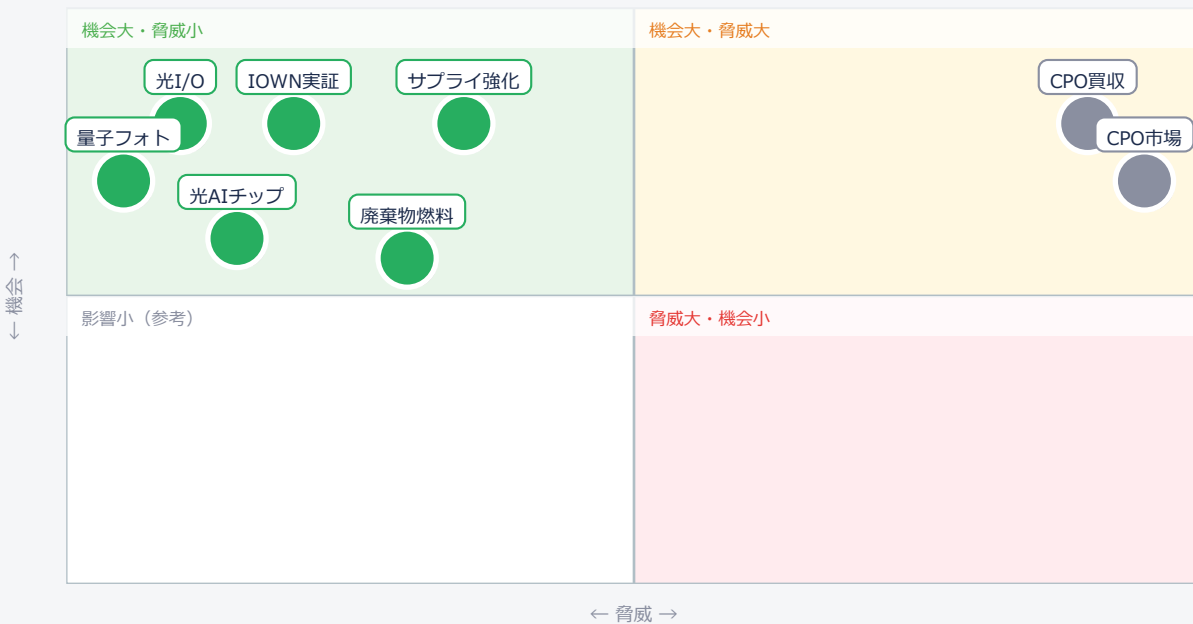 機会大・脅威小
機会大・脅威大
光I/O
IOWN実証
サプライ強化
CPO買収
量子フォト
CPO市場
光AIチップ
廃棄物燃料
← 機会 →
影響小（参考）
脅威大・機会小
← 脅威 →